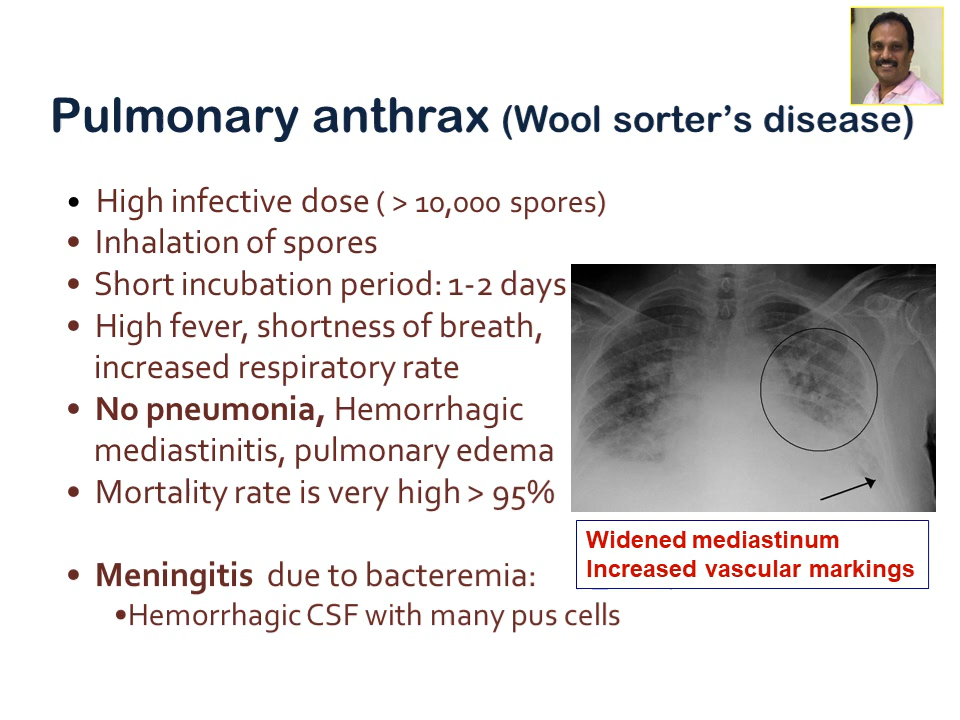 Pulmonary anthrax (Wool sorter’s disease)
• High infective dose ( > 10,000 spores)
• Inhalation of spores
• Short incubation period: 1-2 days
• High fever, shortness of breath,
increased respiratory rate
• No pneumonia, Hemorrhagic
mediastinitis, pulmonary edema
• Mortality rate is very high > 95%
Widened mediastinum
Increased vascular markings
• Meningitis due to bacteremia:
•Hemorrhagic CSF with many pus cells